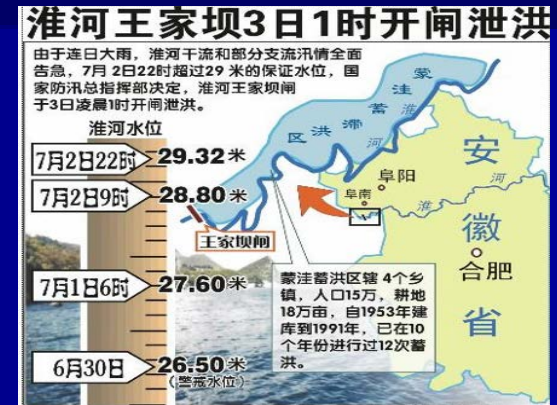 淮河王家坝3日1时开闸泄洪
由于连日大雨，淮河干流和部分支流汛情全面
告急，7月 2日22时超过29 米的保证水位，国
家防汛总指挥部决定，淮河王家坝闸
于3日凌晨1时开闸泄洪。
淮河水位
7月2日22时 29.32米
7月2日9时 28.80米
7月1日6时 27.60米
6月30日 26.50米
(警戒水位)
王家坝闸
蒙洼蓄滞洪区
河
淮
阜阳
阜南
淮
河
安徽省
合肥
蒙洼蓄洪区辖 4个乡
镇，人口15万，耕地
18万亩，自1953年建
库到1991年，已在10
个年份进行过12次蓄
洪。